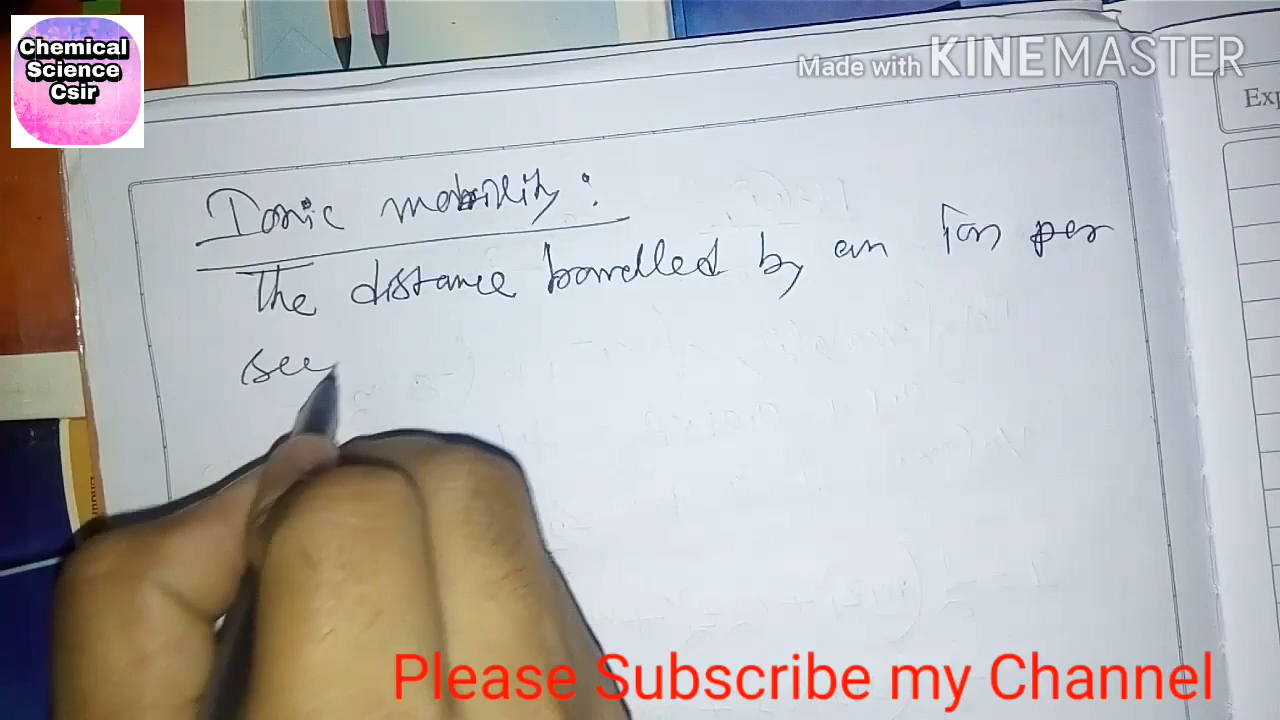 Chemical
Science
Csir
Made with KINEMASTER
Exp
Ionic mobility :
The distance travelled by an Ion per
sec
Please Subscribe my Channel